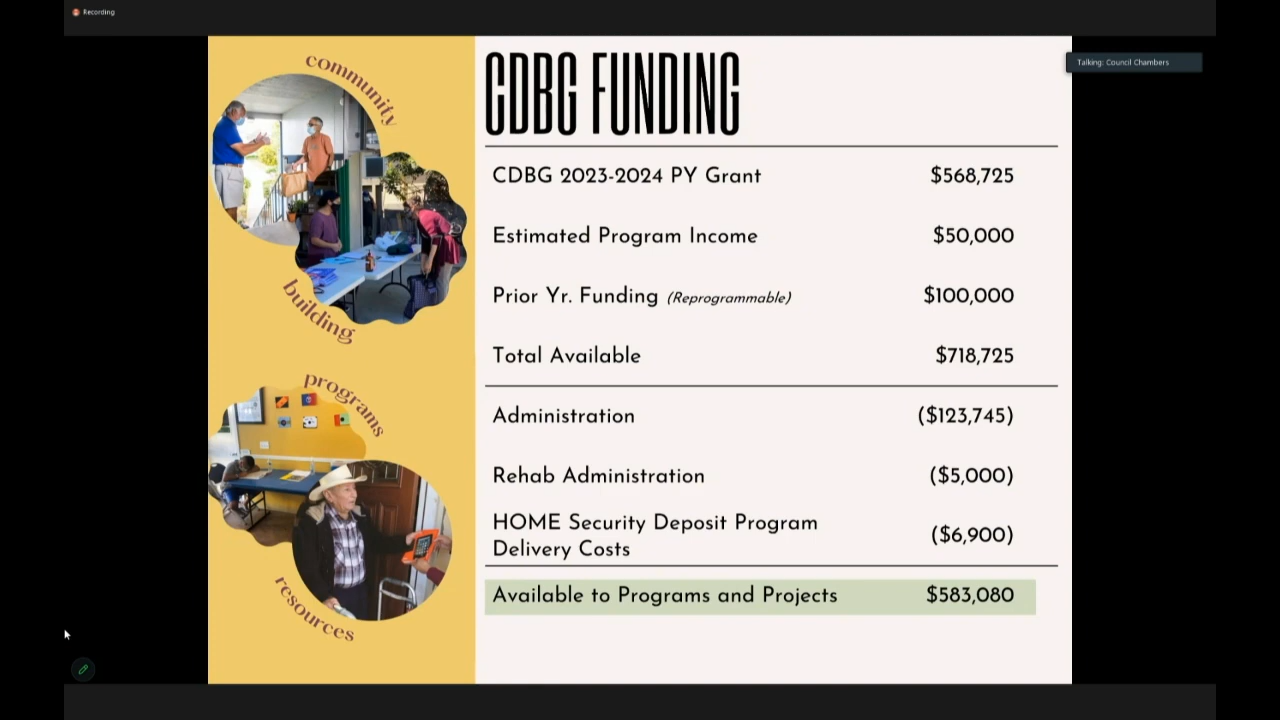 Recording
Talking: Council Chambers
community
building
programs
resources
CDBG FUNDING
CDBG 2023-2024 PY Grant $568,725
Estimated Program Income $50,000
Prior Yr. Funding (Reprogrammable) $100,000
Total Available $718,725
Administration ($123,745)
Rehab Administration ($5,000)
HOME Security Deposit Program
Delivery Costs ($6,900)
Available to Programs and Projects $583,080